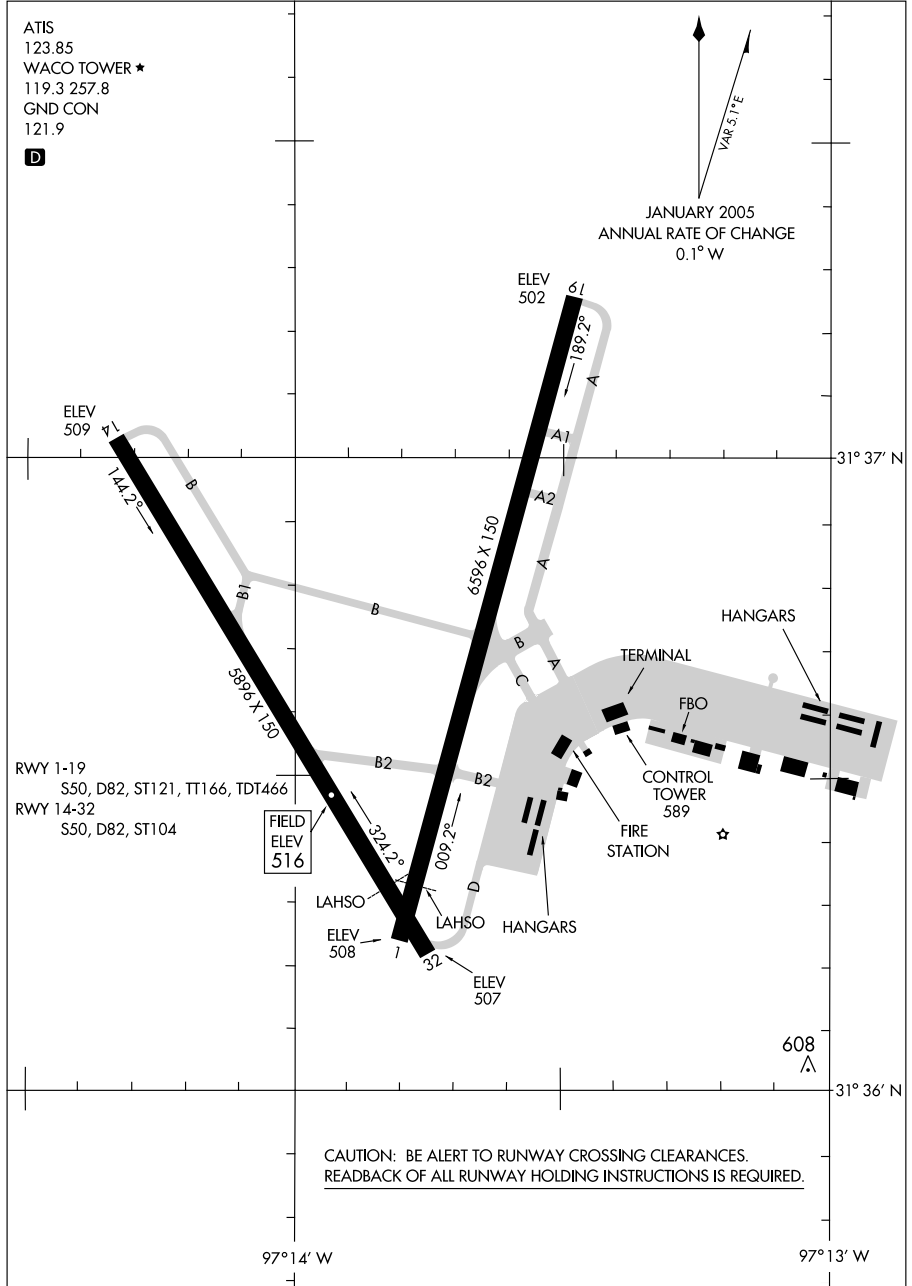 ATIS
123.85
WACO TOWER ★
119.3 257.8
GND CON
121.9
D
VAR 5.1° E
JANUARY 2005
ANNUAL RATE OF CHANGE
0.1° W
ELEV
502
19
189.2°
A
A1
A2
A
6596 X 150
ELEV
509
14
144.2°
B
31° 37' N
B1
B
B
A
C
HANGARS
TERMINAL
FBO
5896 X 150
B2
B2
RWY 1-19
S50, D82, ST121, TT166, TDT466
RWY 14-32
S50, D82, ST104
CONTROL
TOWER
589
FIRE
STATION
FIELD
ELEV
516
324.2°
009.2°
D
LAHSO
LAHSO
HANGARS
ELEV
508
1
32
ELEV
507
608
31° 36' N
CAUTION: BE ALERT TO RUNWAY CROSSING CLEARANCES.
READBACK OF ALL RUNWAY HOLDING INSTRUCTIONS IS REQUIRED.
97°14' W
97°13' W